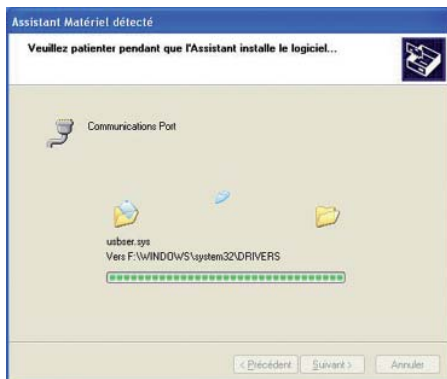 Assistant Matériel détecté
Veuillez patienter pendant que l'Assistant installe le logiciel...
Communications Port
usbser.sys
Vers F:\WINDOWS\system32\DRIVERS
< Précédent
Suivant >
Annuler